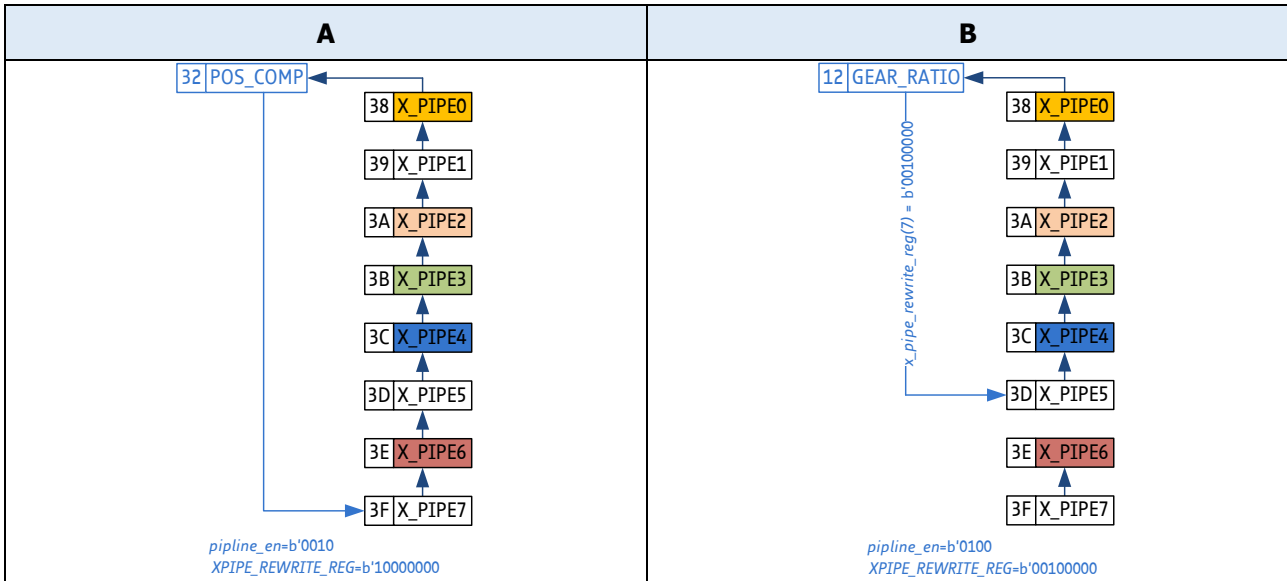 A
32 POS_COMP
38 X_PIPE0
39 X_PIPE1
3A X_PIPE2
3B X_PIPE3
3C X_PIPE4
3D X_PIPE5
3E X_PIPE6
3F X_PIPE7
pipline_en=b'0010
XPIPE_REWRITE_REG=b'10000000
B
12 GEAR_RATIO
x_pipe_rewrite_reg(7) = b'00100000
38 X_PIPE0
39 X_PIPE1
3A X_PIPE2
3B X_PIPE3
3C X_PIPE4
3D X_PIPE5
3E X_PIPE6
3F X_PIPE7
pipline_en=b'0100
XPIPE_REWRITE_REG=b'00100000